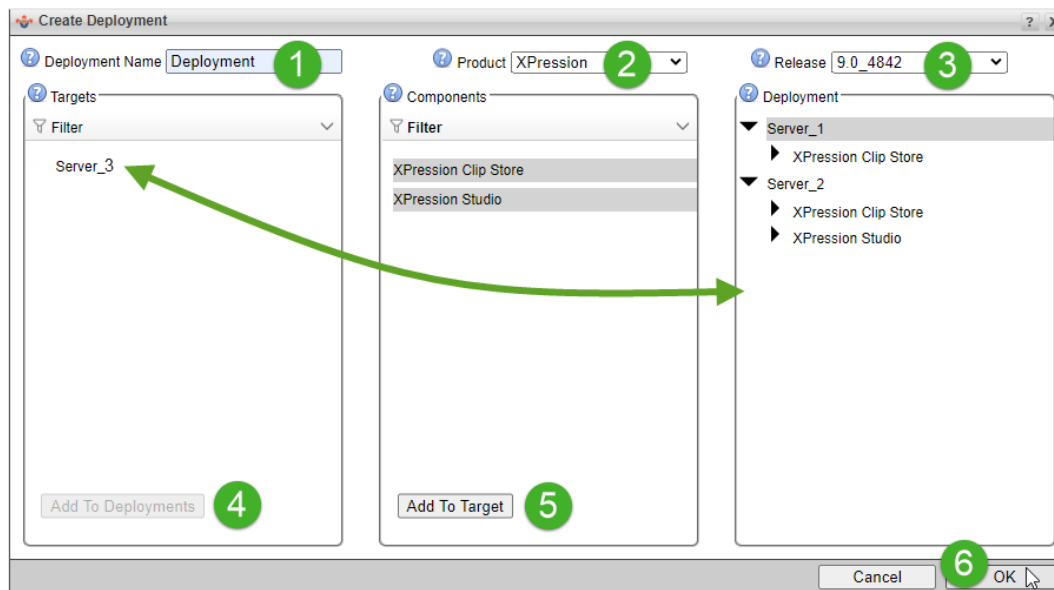 Create Deployment
? x
Deployment Name Deployment 1 Product XPression 2 Release 9.0_4842 3
Targets
Filter
Server_3
Add To Deployments 4
Components
Filter
XPression Clip Store
XPression Studio
Add To Target 5
Deployment
Server_1
XPression Clip Store
Server_2
XPression Clip Store
XPression Studio
Cancel 6 OK